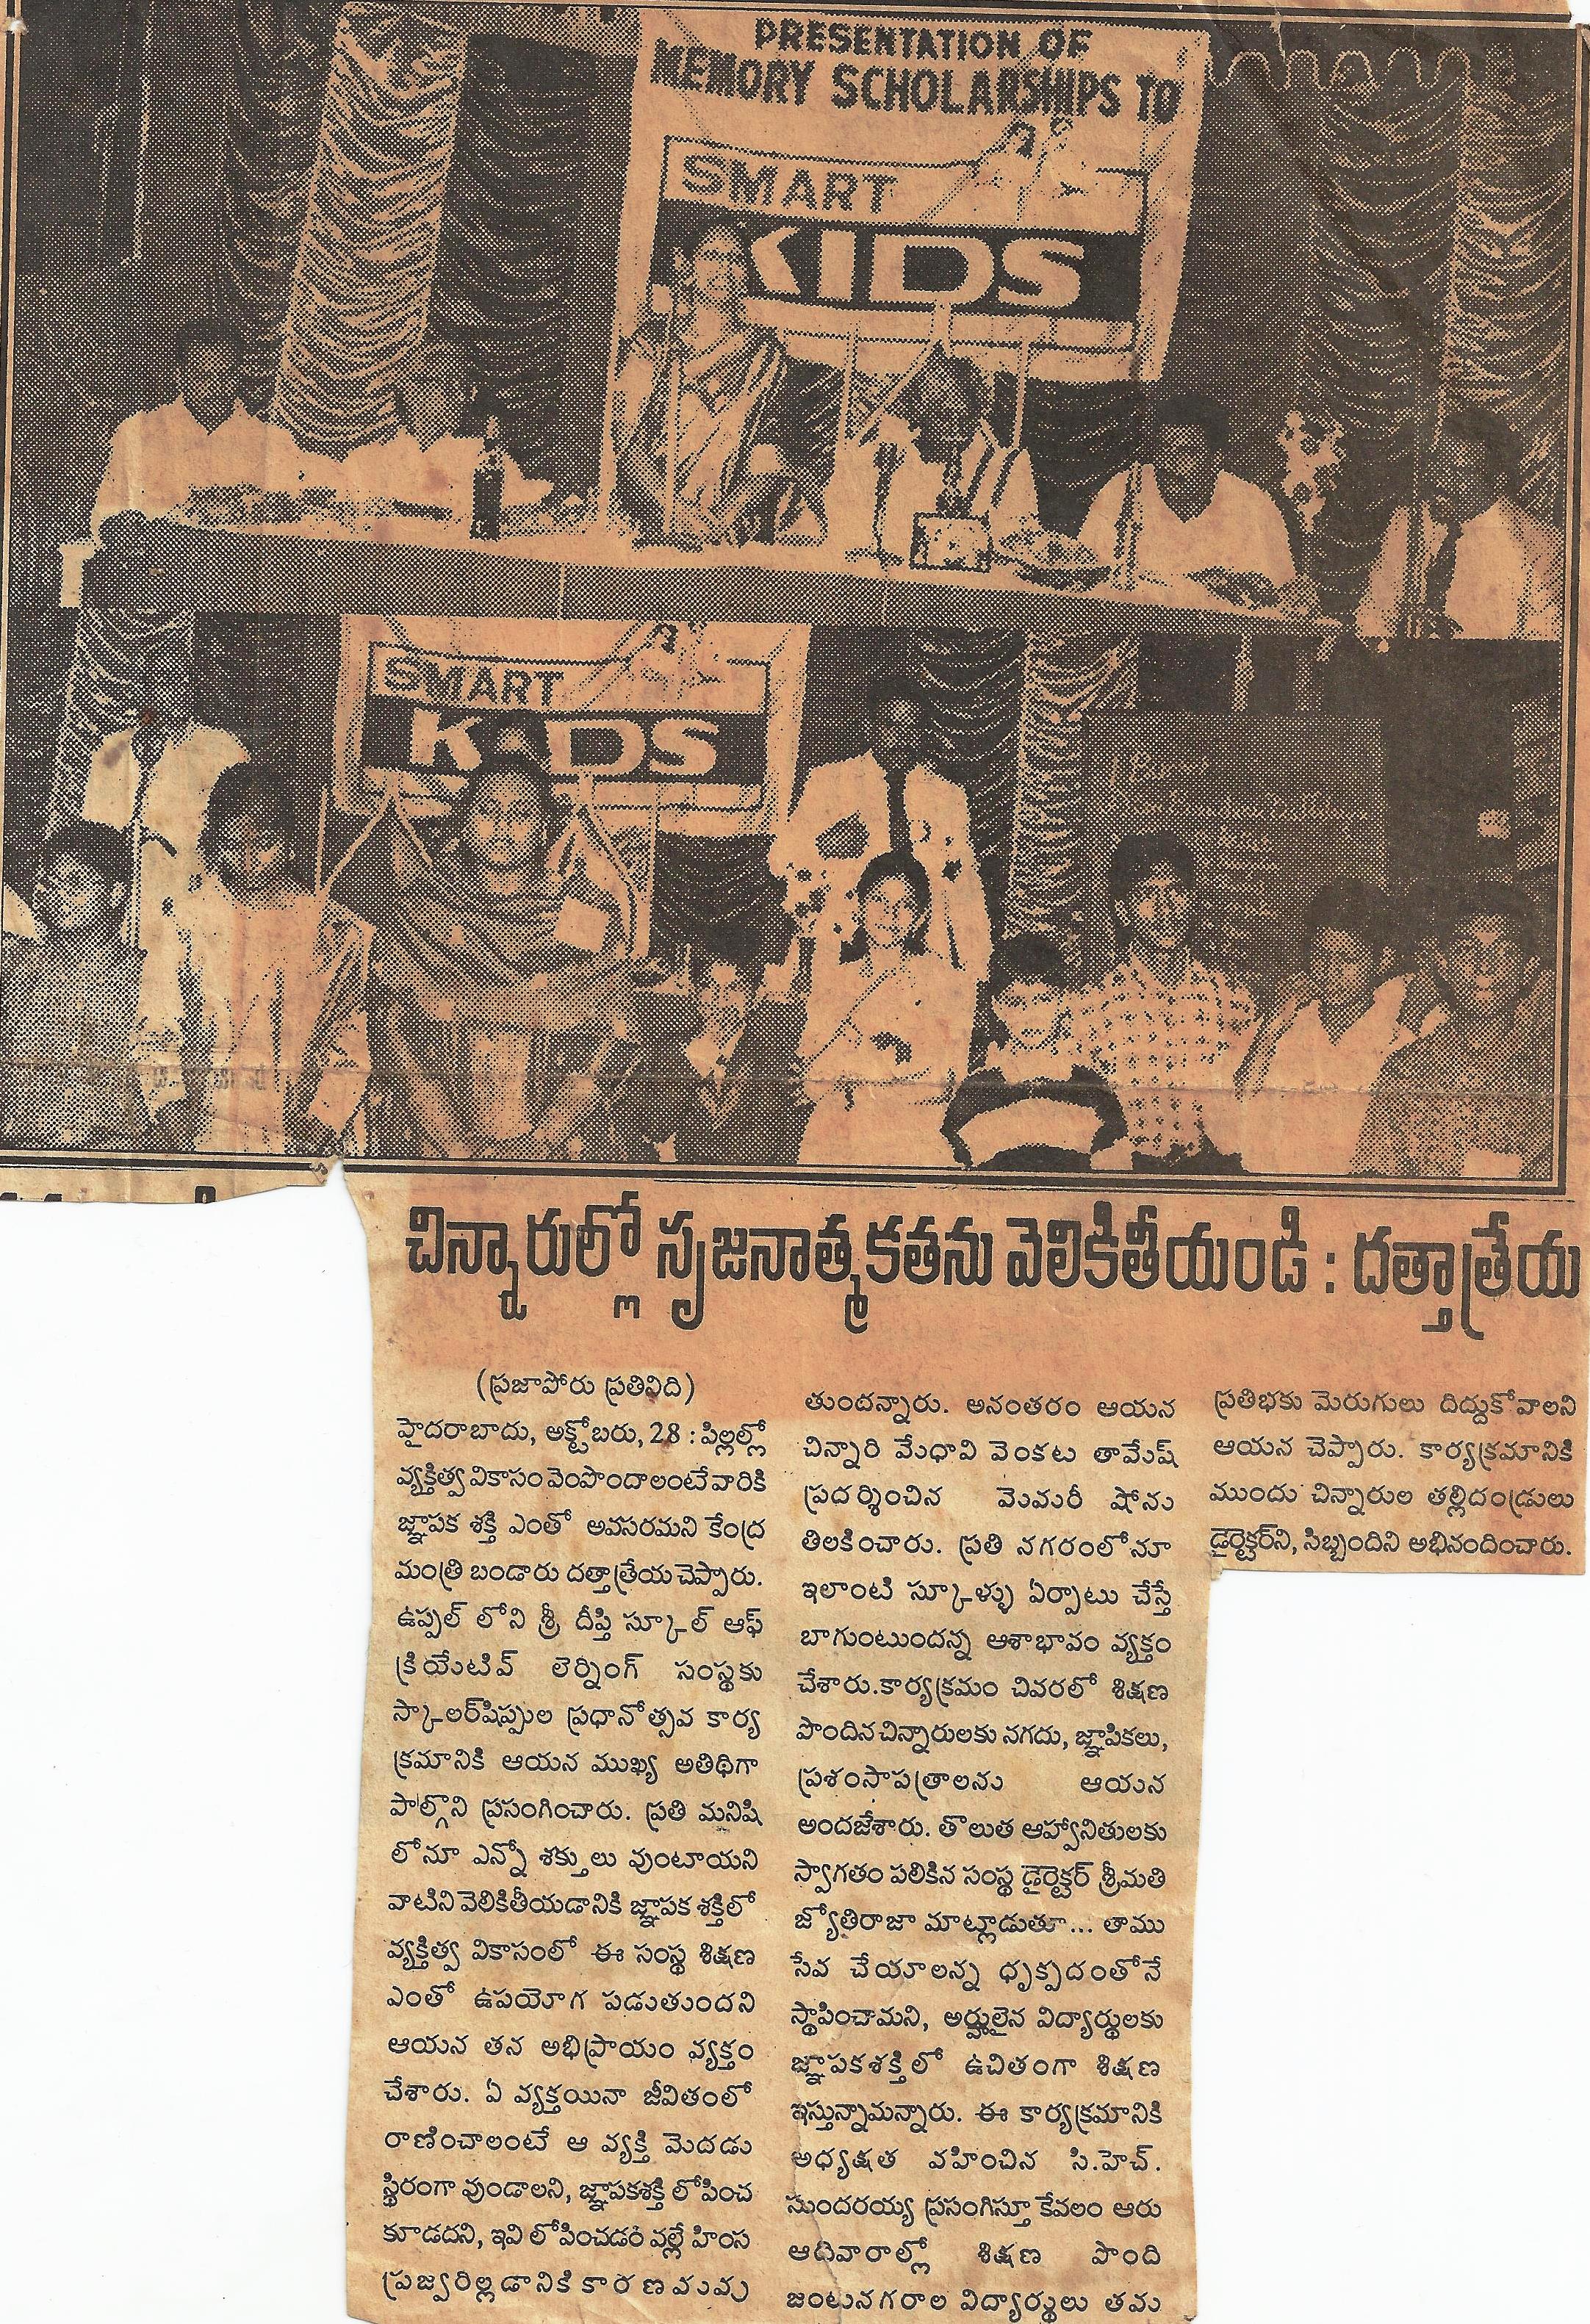 PRESENTATION OF
MEMORY SCHOLARSHIPS TO
SMART
KIDS
SMART
KIDS
చిన్నారుల్లో సృజనాత్మకతను వెలికితీయండి : దత్తాత్రేయ
(ప్రజాపోరు ప్రతినిది)
హైదరాబాదు, అక్టోబరు, 28 : పిల్లల్లో
వ్యక్తిత్వ వికాసం వెంపొందాలంటే వారికి
జ్ఞాపక శక్తి ఎంతో అవసరమని కేంద్ర
మంత్రి బండారు దత్తాత్రేయ చెప్పారు.
ఉప్పల్ లోని శ్రీ దీప్తి స్కూల్ ఆఫ్
క్రియేటివ్ లెర్నింగ్ సంస్థకు
స్కాలర్‌షిప్పుల ప్రధానోత్సవ కార్య
క్రమానికి ఆయన ముఖ్య అతిథిగా
పాల్గొని ప్రసంగించారు. ప్రతి మనిషి
లోనూ ఎన్నో శక్తులు వుంటాయని
వాటిని వెలికితీయడానికి జ్ఞాపక శక్తిలో
వ్యక్తిత్వ వికాసంలో ఈ సంస్థ శిక్షణ
ఎంతో ఉపయోగ పడుతుందని
ఆయన తన అభిప్రాయం వ్యక్తం
చేశారు. ఏ వ్యక్తయినా జీవితంలో
రాణించాలంటే ఆ వ్యక్తి మెదడు
స్థిరంగా వుండాలని, జ్ఞాపకశక్తి లోపించ
కూడదని, ఇవి లోపించడం వల్లే హింస
ప్రజ్వరిల్లడానికి కారణమవు
తుందన్నారు. అనంతరం ఆయన
చిన్నారి మేధావి వెంకట తామేష్
ప్రదర్శించిన మెమరీ షోను
తిలకించారు. ప్రతి నగరంలోనూ
ఇలాంటి స్కూళ్ళు ఏర్పాటు చేస్తే
బాగుంటుందన్న ఆశాభావం వ్యక్తం
చేశారు.కార్యక్రమం చివరలో శిక్షణ
పొందిన చిన్నారులకు నగదు, జ్ఞాపికలు,
ప్రశంసాపత్రాలను ఆయన
అందజేశారు. తొలుత ఆహ్వానితులకు
స్వాగతం పలికిన సంస్థ డైరెక్టర్ శ్రీమతి
జ్యోతిరాజా మాట్లాడుతూ... తాము
సేవ చేయాలన్న ధృక్పదంతోనే
స్థాపించామని, అర్హులైన విద్యార్థులకు
జ్ఞాపకశక్తిలో ఉచితంగా శిక్షణ
ఇస్తున్నామన్నారు. ఈ కార్యక్రమానికి
అధ్యక్షత వహించిన సి.హెచ్.
సుందరయ్య ప్రసంగిస్తూ కేవలం ఆరు
ఆదివారాల్లో శిక్షణ పొంది
జంటనగరాల విద్యార్థులు తమ
ప్రతిభకు మెరుగులు దిద్దుకోవాలని
ఆయన చెప్పారు. కార్యక్రమానికి
ముందు చిన్నారుల తల్లిదండ్రులు
డైరెక్టర్‌ని, సిబ్బందిని అభినందించారు.